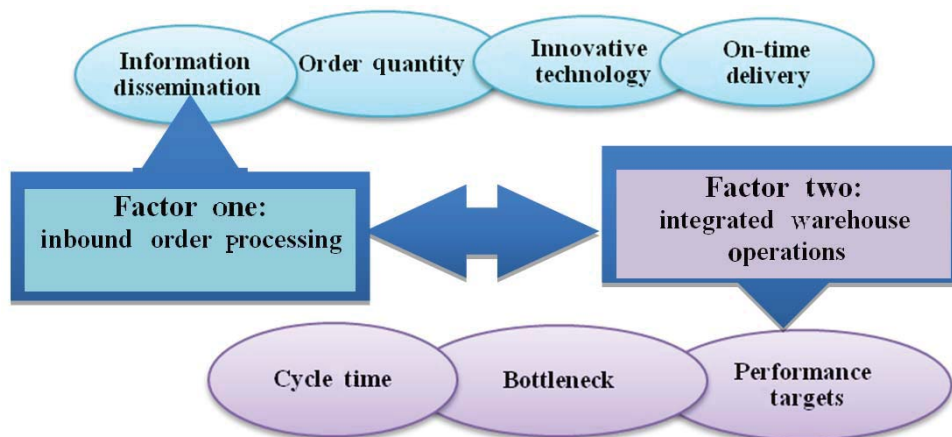 Information
dissemination
Order quantity
Innovative
technology
On-time
delivery
Factor one:
inbound order processing
Factor two:
integrated warehouse
operations
Cycle time
Bottleneck
Performance
targets